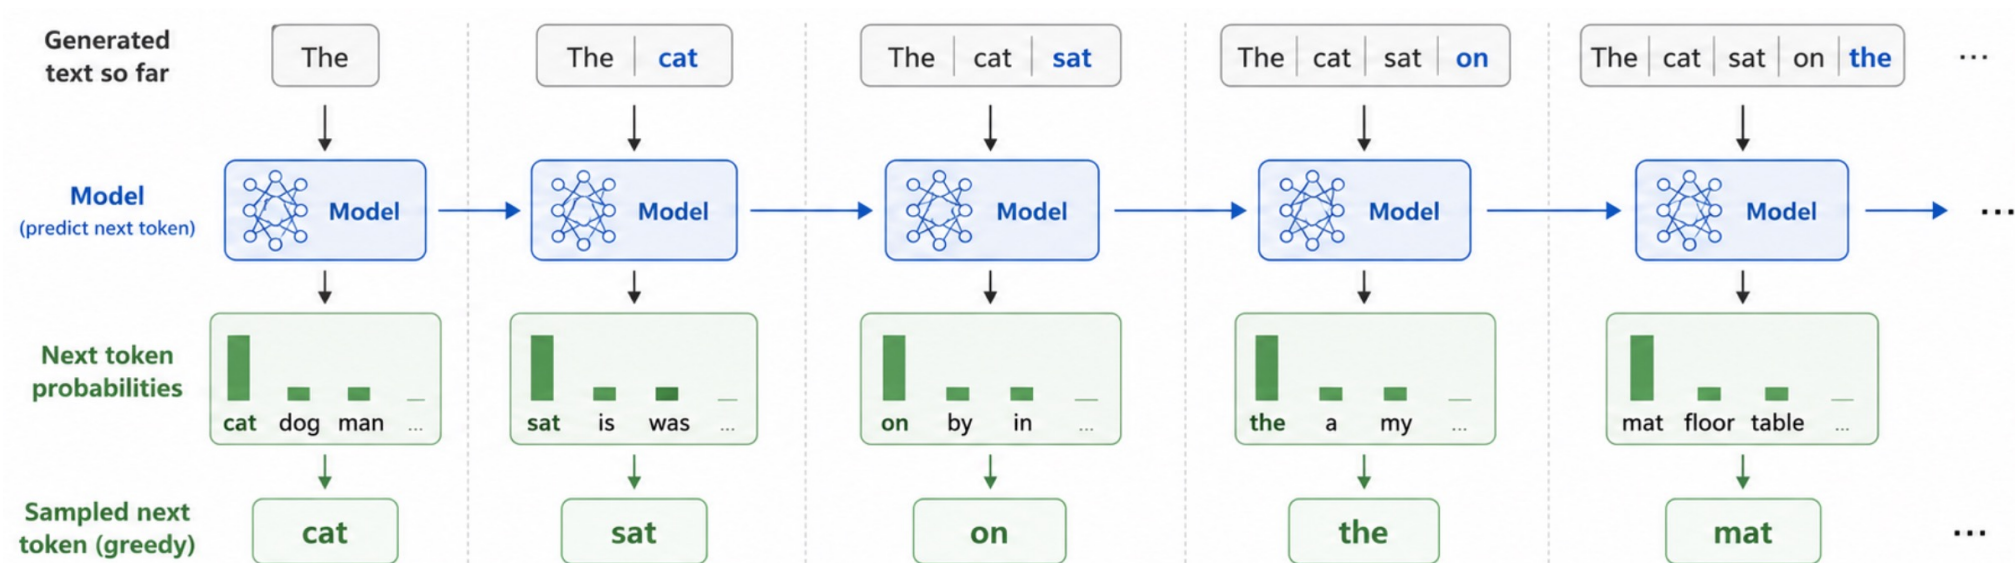 Generated
text so far
The
The cat
The cat sat
The cat sat on
The cat sat on the
...
Model
(predict next token)
Model
Model
Model
Model
Model
...
Next token
probabilities
cat dog man ...
sat is was ...
on by in ...
the a my ...
mat floor table ...
Sampled next
token (greedy)
cat
sat
on
the
mat
...